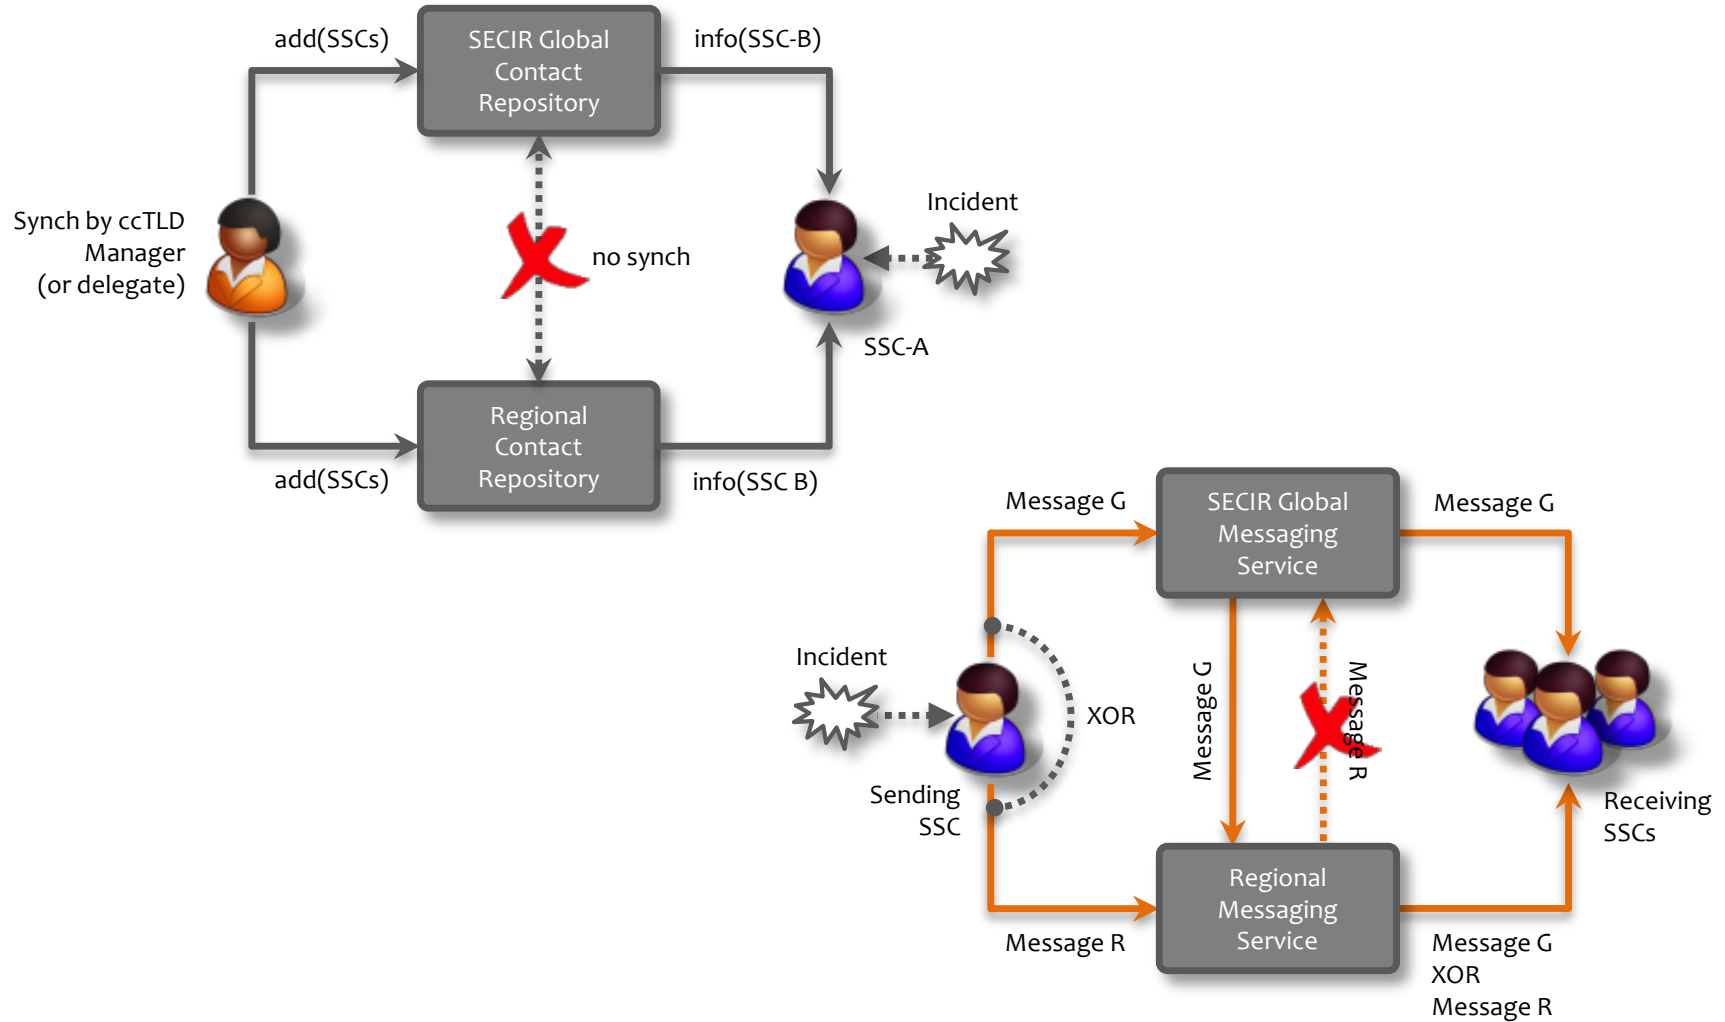 add(SSCs)
SECIR Global
Contact
Repository
info(SSC-B)
Synch by ccTLD
Manager
(or delegate)
no synch
Incident
SSC-A
add(SSCs)
Regional
Contact
Repository
info(SSC B)
Message G
SECIR Global
Messaging
Service
Message G
Incident
XOR
Message G
Message R
Sending
SSC
Receiving
SSCs
Message R
Regional
Messaging
Service
Message G
XOR
Message R